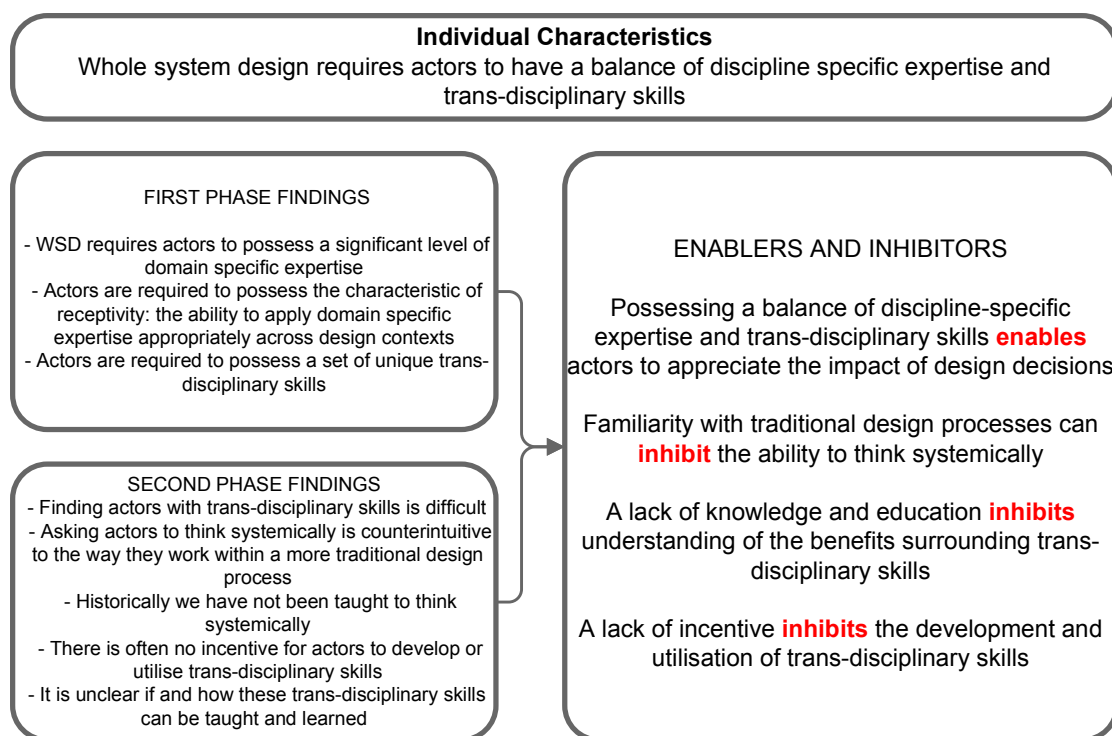 Individual Characteristics
Whole system design requires actors to have a balance of discipline specific expertise and
trans-disciplinary skills
FIRST PHASE FINDINGS
- WSD requires actors to possess a significant level of
domain specific expertise
- Actors are required to possess the characteristic of
receptivity: the ability to apply domain specific
expertise appropriately across design contexts
- Actors are required to possess a set of unique trans-
disciplinary skills
SECOND PHASE FINDINGS
- Finding actors with trans-disciplinary skills is difficult
- Asking actors to think systemically is counterintuitive
to the way they work within a more traditional design
process
- Historically we have not been taught to think
systemically
- There is often no incentive for actors to develop or
utilise trans-disciplinary skills
- It is unclear if and how these trans-disciplinary skills
can be taught and learned
ENABLERS AND INHIBITORS
Possessing a balance of discipline-specific
expertise and trans-disciplinary skills enables
actors to appreciate the impact of design decisions
Familiarity with traditional design processes can
inhibit the ability to think systemically
A lack of knowledge and education inhibits
understanding of the benefits surrounding trans-
disciplinary skills
A lack of incentive inhibits the development and
utilisation of trans-disciplinary skills